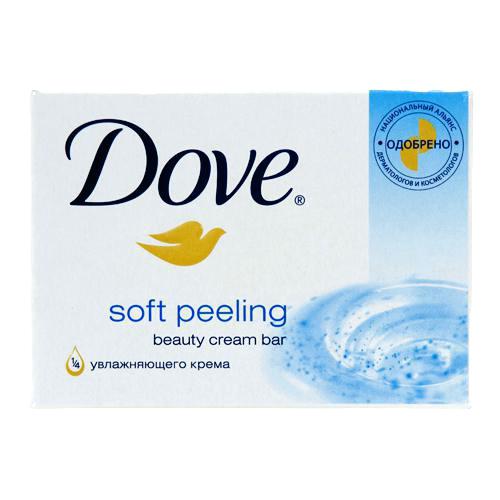 НАЦИОНАЛЬНЫЙ АЛЬЯНС
ОДОБРЕНО
ДЕРМАТОЛОГОВ И КОСМЕТОЛОГОВ
Dove®
soft peeling
beauty cream bar
1/4 увлажняющего крема